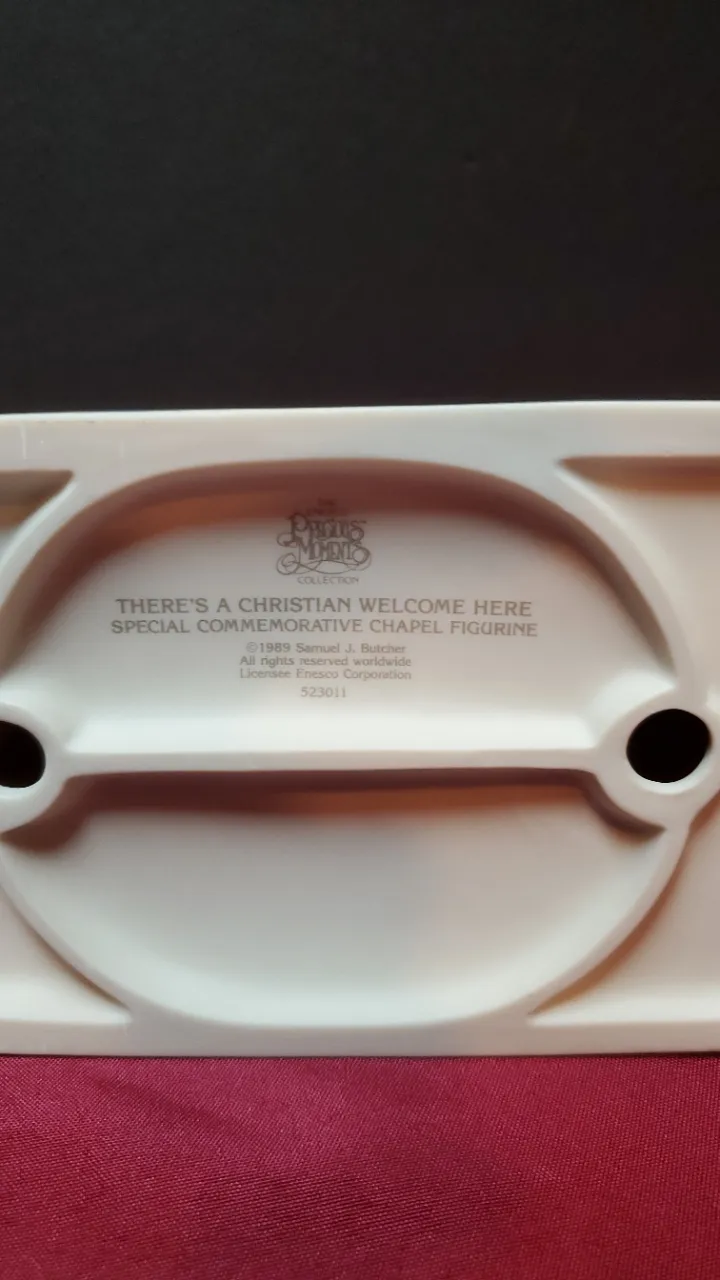 THE
Precious
Moments
COLLECTION
THERE'S A CHRISTIAN WELCOME HERE
SPECIAL COMMEMORATIVE CHAPEL FIGURINE
©1989 Samuel J. Butcher
All rights reserved worldwide
Licensee Enesco Corporation
523011